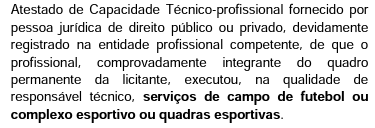 Atestado de Capacidade Técnico-profissional fornecido por
pessoa jurídica de direito público ou privado, devidamente
registrado na entidade profissional competente, de que o
profissional, comprovadamente integrante do quadro
permanente da licitante, executou, na qualidade de
responsável técnico, serviços de campo de futebol ou
complexo esportivo ou quadras esportivas.